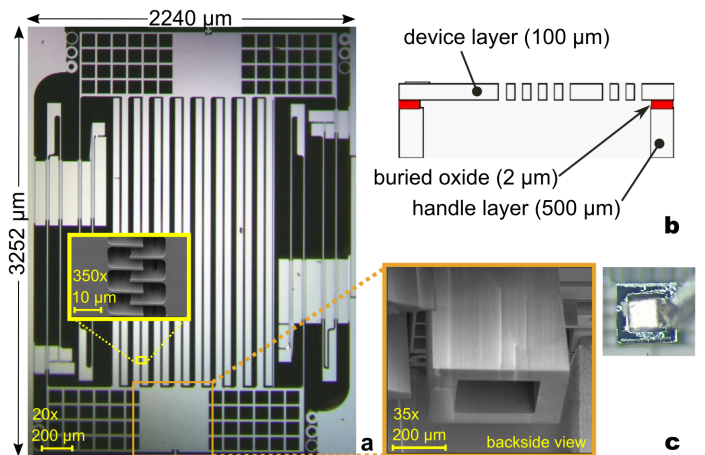 2240 µm
3252 µm
350x
10 µm
20x
200 µm
a
device layer (100 µm)
buried oxide (2 µm)
handle layer (500 µm)
b
35x
200 µm
backside view
c